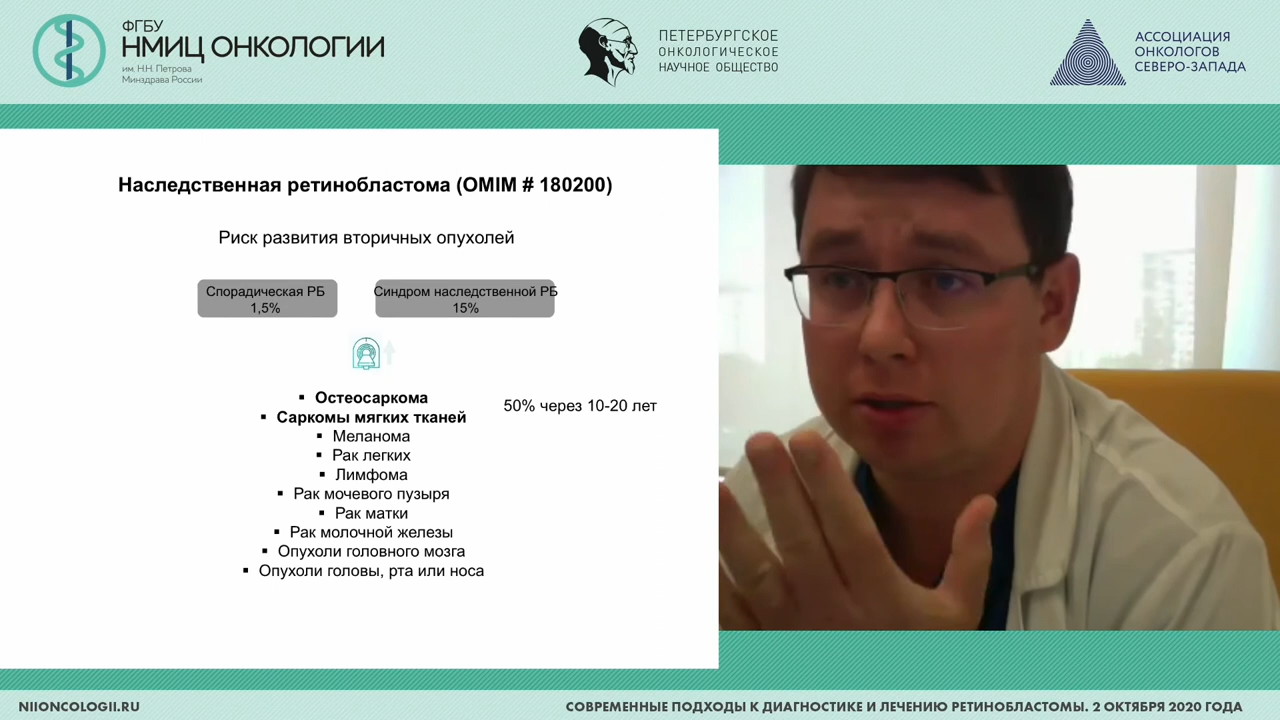 ФГБУ
НМИЦ ОНКОЛОГИИ
им. Н.Н. Петрова
Минздрава России
ПЕТЕРБУРГСКОЕ
ОНКОЛОГИЧЕСКОЕ
НАУЧНОЕ ОБЩЕСТВО
АССОЦИАЦИЯ
ОНКОЛОГОВ
СЕВЕРО-ЗАПАДА
Наследственная ретинобластома (OMIM # 180200)
Риск развития вторичных опухолей
Спорадическая РБ
1,5%
Синдром наследственной РБ
15%
▪ Остеосаркома
▪ Саркомы мягких тканей
▪ Меланома
▪ Рак легких
▪ Лимфома
▪ Рак мочевого пузыря
▪ Рак матки
▪ Рак молочной железы
▪ Опухоли головного мозга
▪ Опухоли головы, рта или носа
50% через 10-20 лет
NIIONCOLOGII.RU
СОВРЕМЕННЫЕ ПОДХОДЫ К ДИАГНОСТИКЕ И ЛЕЧЕНИЮ РЕТИНОБЛАСТОМЫ. 2 ОКТЯБРЯ 2020 ГОДА